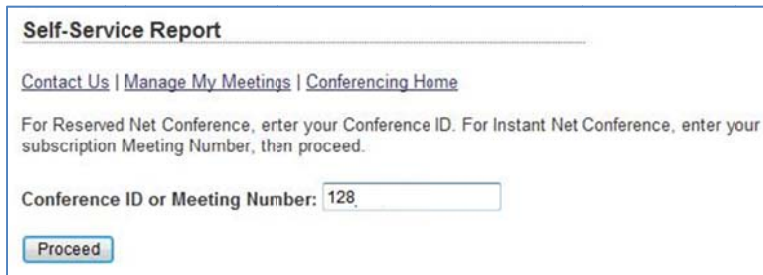 Self-Service Report
Contact Us | Manage My Meetings | Conferencing Home
For Reserved Net Conference, enter your Conference ID. For Instant Net Conference, enter your
subscription Meeting Number, then proceed.
Conference ID or Meeting Number: 128
Proceed